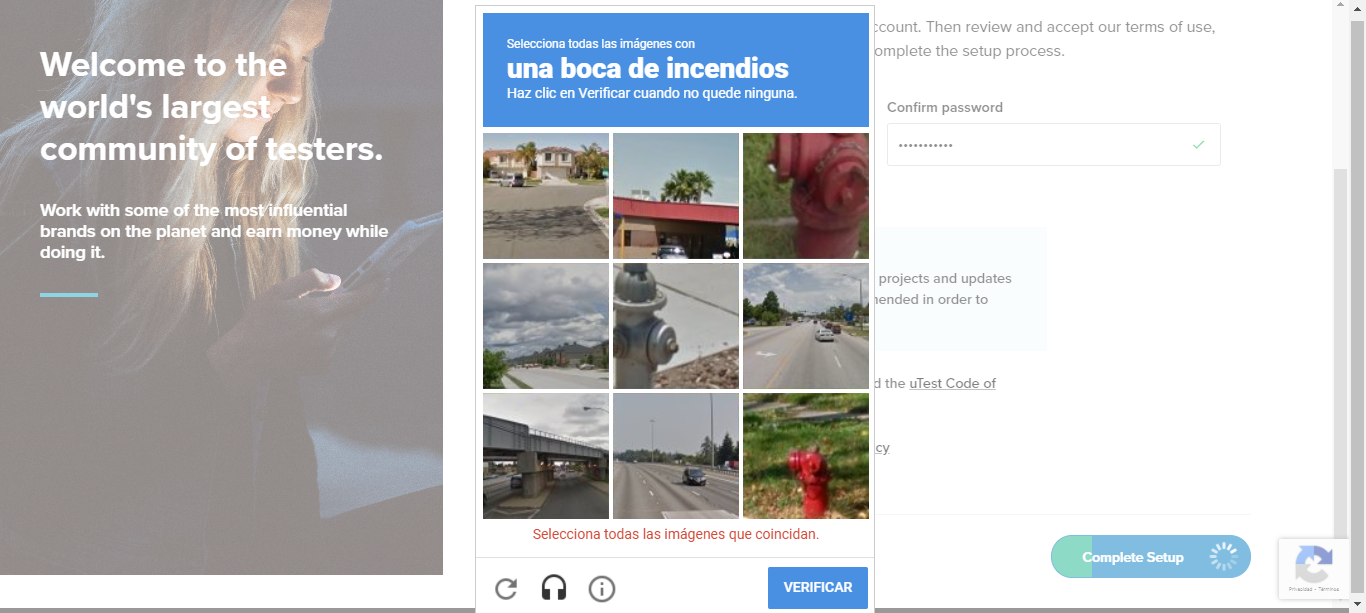 Welcome to the
world's largest
community of testers.
Work with some of the most influential
brands on the planet and earn money while
doing it.
Selecciona todas las imágenes con
una boca de incendios
Haz clic en Verificar cuando no quede ninguna.
Selecciona todas las imágenes que coincidan.
VERIFICAR
count. Then review and accept our terms of use,
omplete the setup process.
Confirm password
projects and updates
ended in order to
d the uTest Code of
cy
Complete Setup
Privacidad - Términos